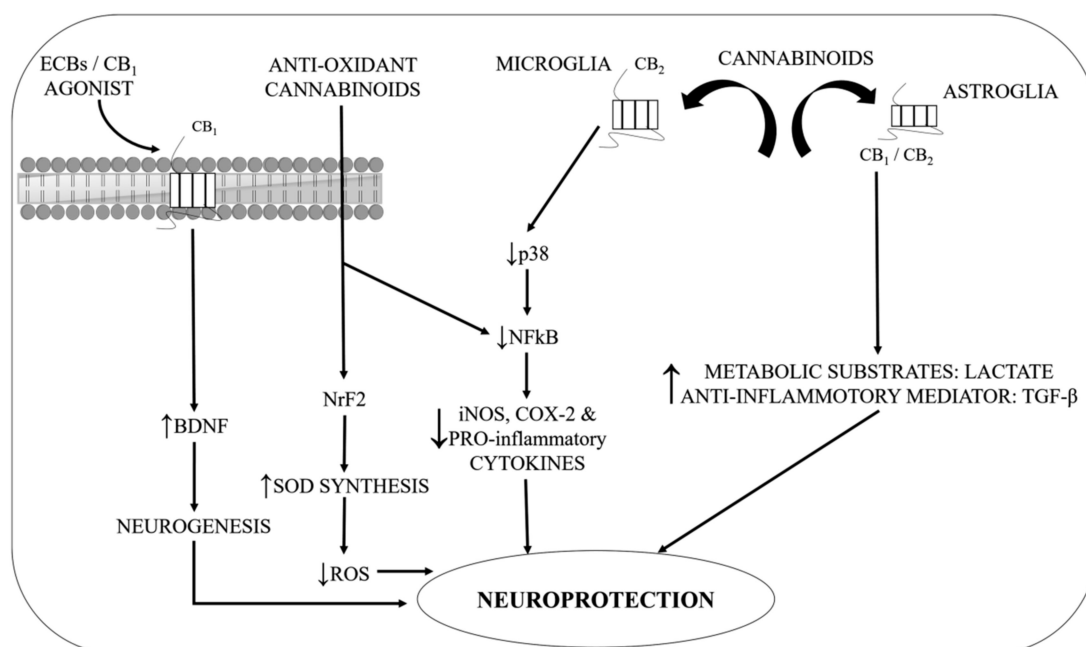 ECBs / CB1
AGONIST
CB1
ANTI-OXIDANT
CANNABINOIDS
MICROGLIA
CB2
CANNABINOIDS
ASTROGLIA
CB1 / CB2
↓p38
↓NFkB
↑BDNF
NEUROGENESIS
NrF2
↑SOD SYNTHESIS
↓ROS
↓ iNOS, COX-2 &
PRO-inflammatory
CYTOKINES
↑ METABOLIC SUBSTRATES: LACTATE
ANTI-INFLAMMOTORY MEDIATOR: TGF-β
NEUROPROTECTION